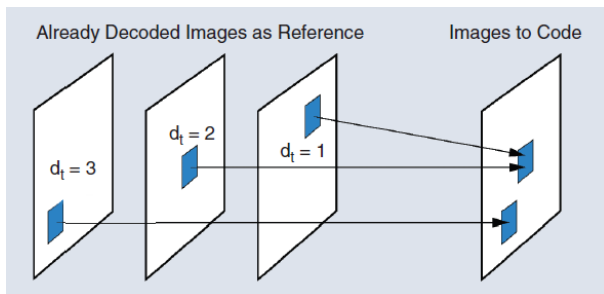 Already Decoded Images as Reference
Images to Code
dt = 3
dt = 2
dt = 1